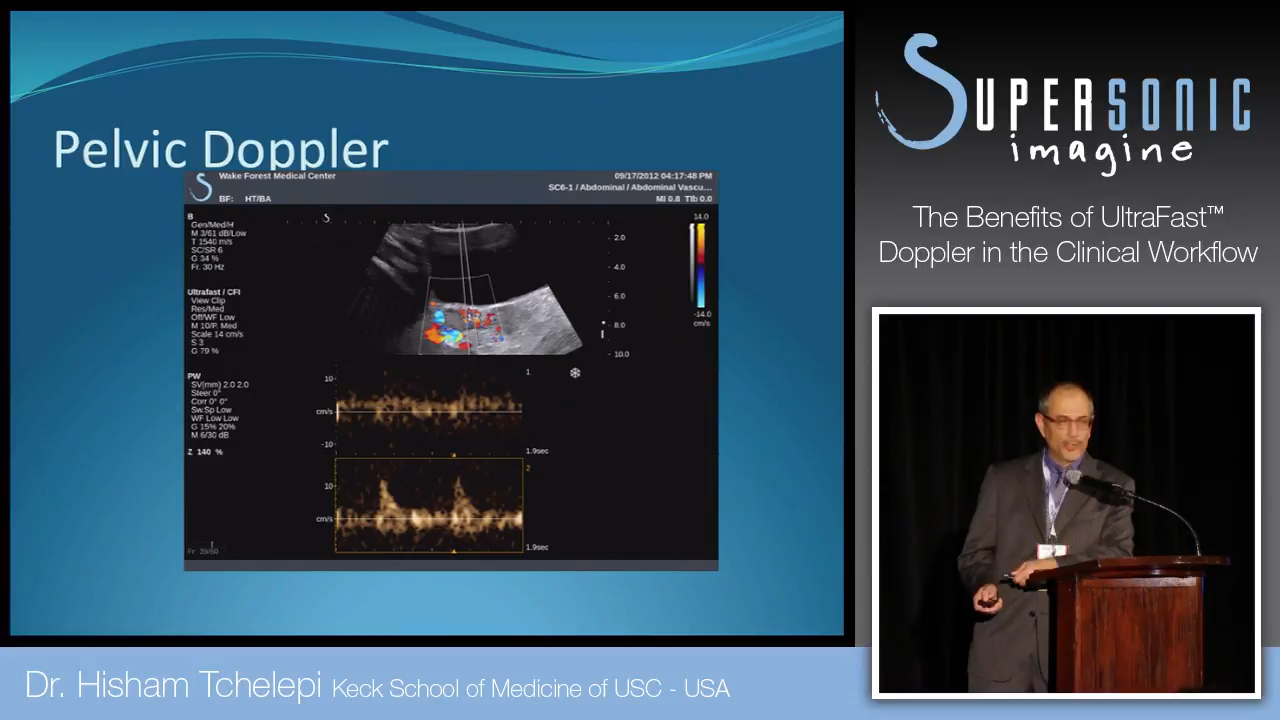 Pelvic Doppler
Wake Forest Medical Center
09/17/2012 04:17:48 PM
SC6-1 / Abdominal / Abdominal Vascu...
BF: HT/BA
MI 0.8 TIb 0.0
B
Gen/Med/H
M 3/61 dB/Low
T 1540 m/s
SC/SR 6
G 34 %
Fr. 30 Hz
Ultrafast / CFI
View Clip
Res/Med
Off/WF Low
M 10/P. Med
Scale 14 cm/s
S 3
G 79 %
PW
SV(mm) 2.0 2.0
Steer 0°
Corr 0° 0°
Sw.Sp Low
WF Low Low
G 15% 20%
M 6/30 dB
Z 140 %
Fr 39/60
14.0
-14.0
cm/s
2.0
4.0
6.0
8.0
10.0
10
cm/s
-10
1
1.9sec
10
cm/s
2
1.9sec
SUPERSONIC
imagine
The Benefits of UltraFast™
Doppler in the Clinical Workflow
Dr. Hisham Tchelepi Keck School of Medicine of USC - USA